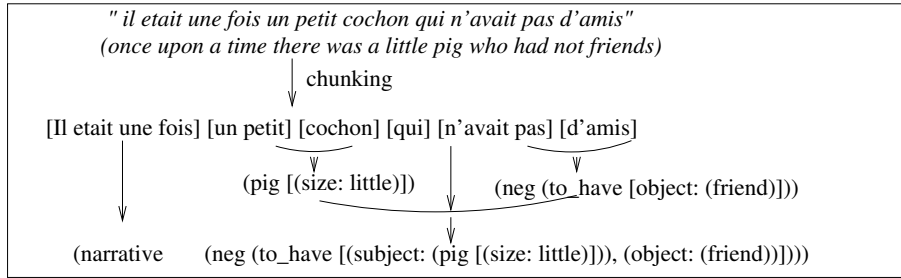 " il etait une fois un petit cochon qui n'avait pas d'amis"
(once upon a time there was a little pig who had not friends)
chunking
[Il etait une fois] [un petit] [cochon] [qui] [n'avait pas] [d'amis]
(pig [(size: little)])
(neg (to_have [object: (friend)]))
(narrative (neg (to_have [(subject: (pig [(size: little)])), (object: (friend))])))